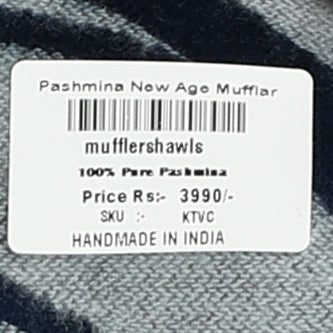 Pashmina New Age Mufflar
mufflershawls
100% Pure Pashmina
Price Rs:- 3990/-
SKU :- KTVC
HANDMADE IN INDIA